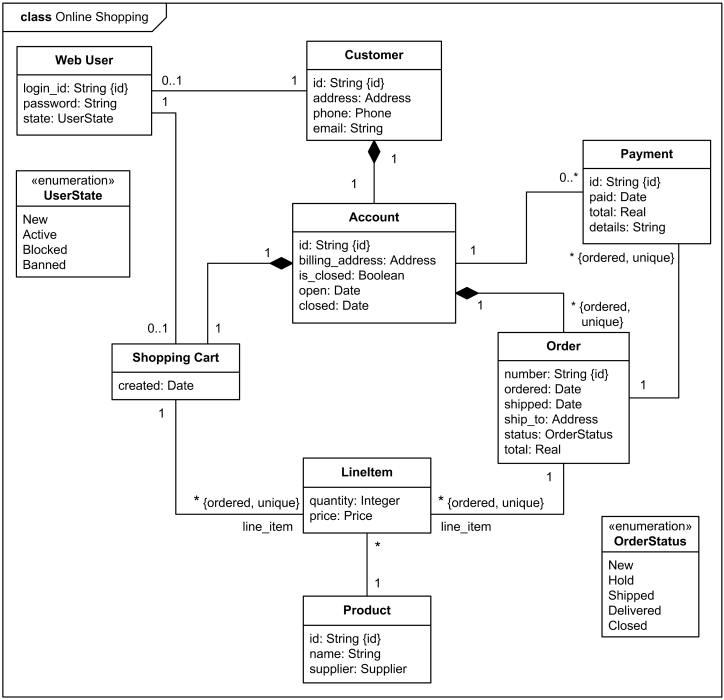 class Online Shopping
Web User
login_id: String {id}
password: String
state: UserState
0..1
1
1
Customer
id: String {id}
address: Address
phone: Phone
email: String
1
1
«enumeration»
UserState
New
Active
Blocked
Banned
Account
id: String {id}
billing_address: Address
is_closed: Boolean
open: Date
closed: Date
1
1
0..*
Payment
id: String {id}
paid: Date
total: Real
details: String
* {ordered, unique}
1
* {ordered,
unique}
0..1
1
Shopping Cart
created: Date
1
Order
number: String {id}
ordered: Date
shipped: Date
ship_to: Address
status: OrderStatus
total: Real
1
1
* {ordered, unique}
line_item
LineItem
quantity: Integer
price: Price
* {ordered, unique}
line_item
*
1
Product
id: String {id}
name: String
supplier: Supplier
«enumeration»
OrderStatus
New
Hold
Shipped
Delivered
Closed